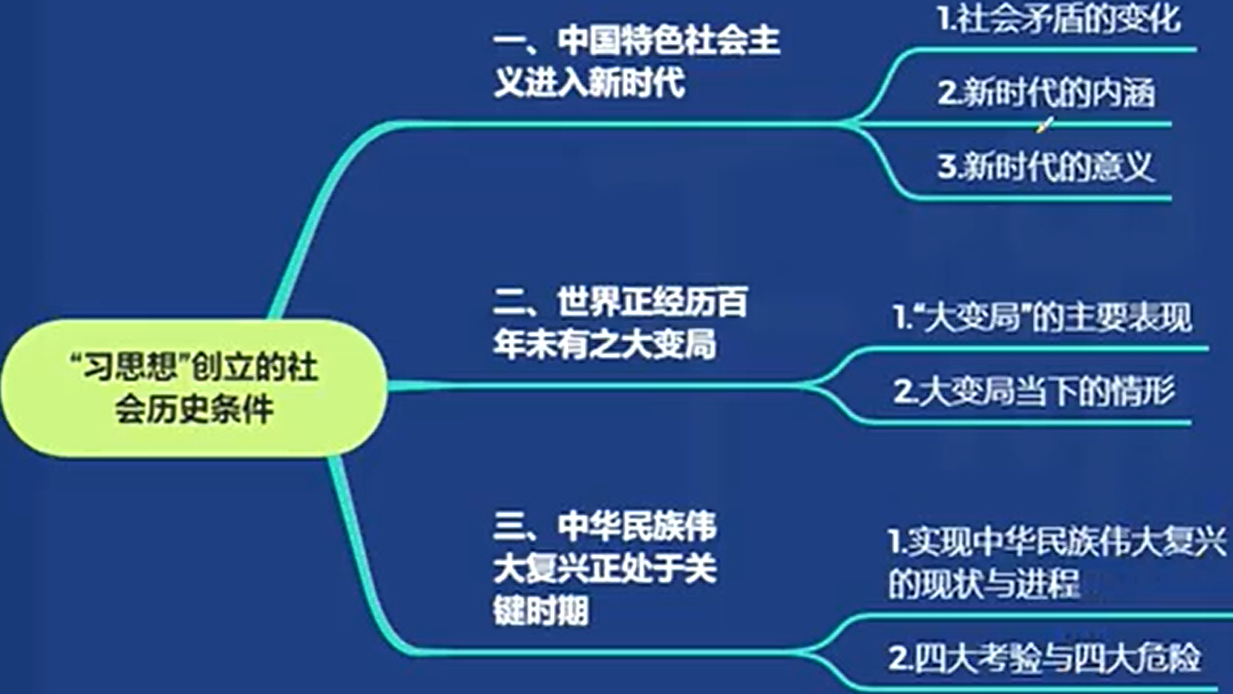 一、中国特色社会主
义进入新时代
1.社会矛盾的变化
2.新时代的内涵
3.新时代的意义
“习思想”创立的社
会历史条件
二、世界正经历百
年未有之大变局
1.“大变局”的主要表现
2.大变局当下的情形
三、中华民族伟
大复兴正处于关
键时期
1.实现中华民族伟大复兴
的现状与进程
2.四大考验与四大危险